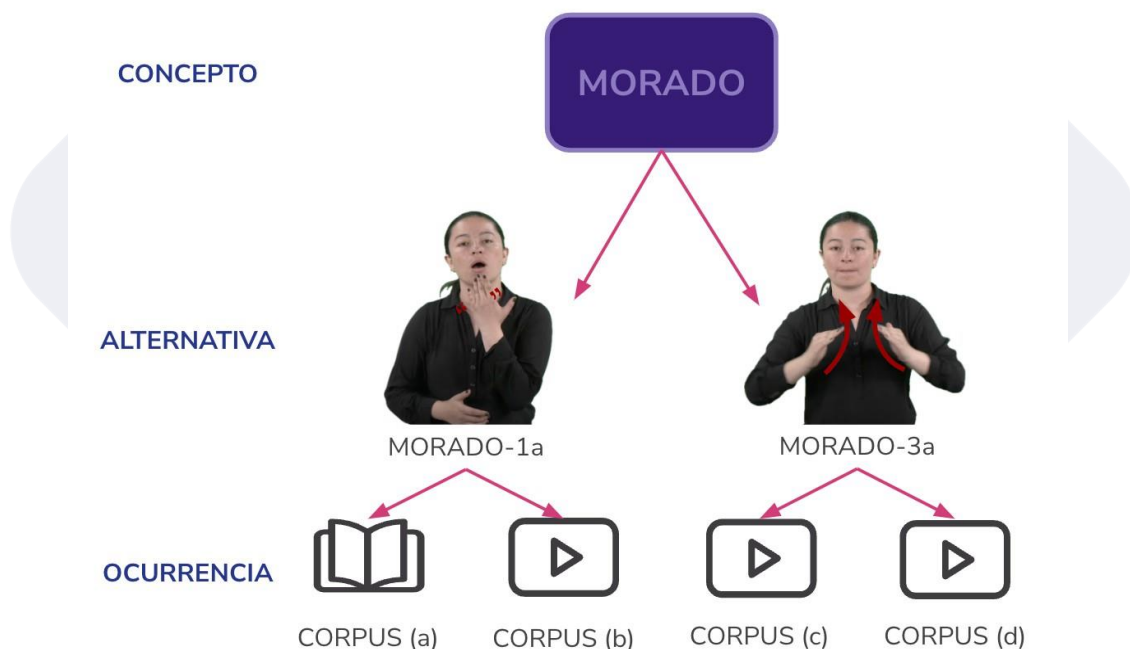 CONCEPTO
MORADO
ALTERNATIVA
MORADO-1a
MORADO-3a
OCURRENCIA
CORPUS (a)
CORPUS (b)
CORPUS (c)
CORPUS (d)